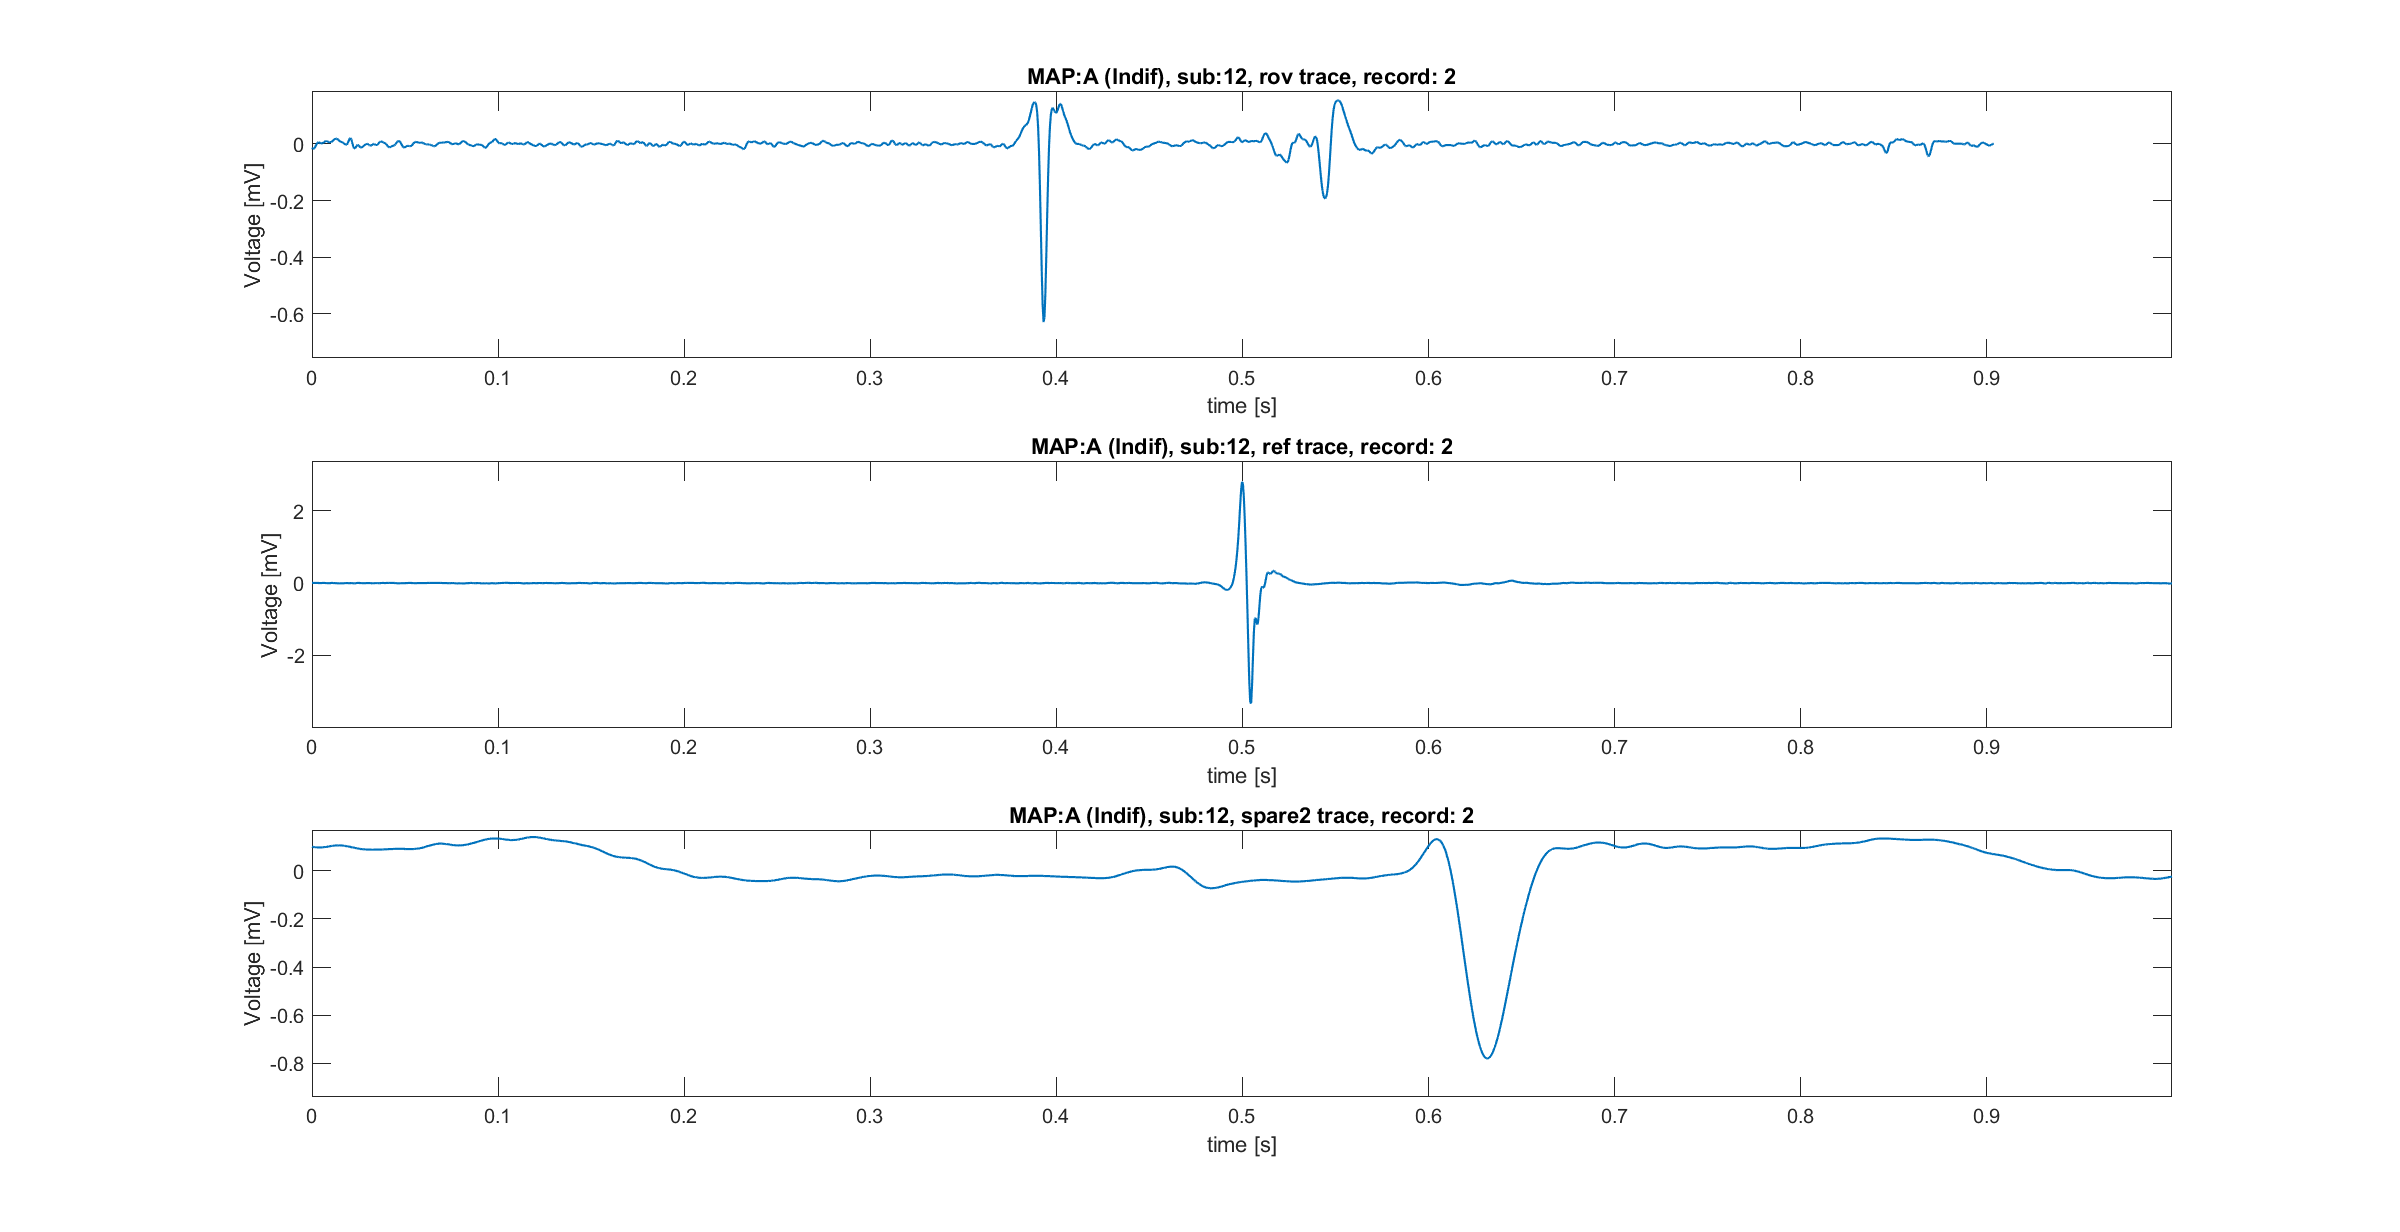 MAP:A (Indif), sub:12, rov trace, record: 2
Voltage [mV]
0
-0.2
-0.4
-0.6
0 0.1 0.2 0.3 0.4 0.5 0.6 0.7 0.8 0.9
time [s]
MAP:A (Indif), sub:12, ref trace, record: 2
Voltage [mV]
2
0
-2
0 0.1 0.2 0.3 0.4 0.5 0.6 0.7 0.8 0.9
time [s]
MAP:A (Indif), sub:12, spare2 trace, record: 2
Voltage [mV]
0
-0.2
-0.4
-0.6
-0.8
0 0.1 0.2 0.3 0.4 0.5 0.6 0.7 0.8 0.9
time [s]